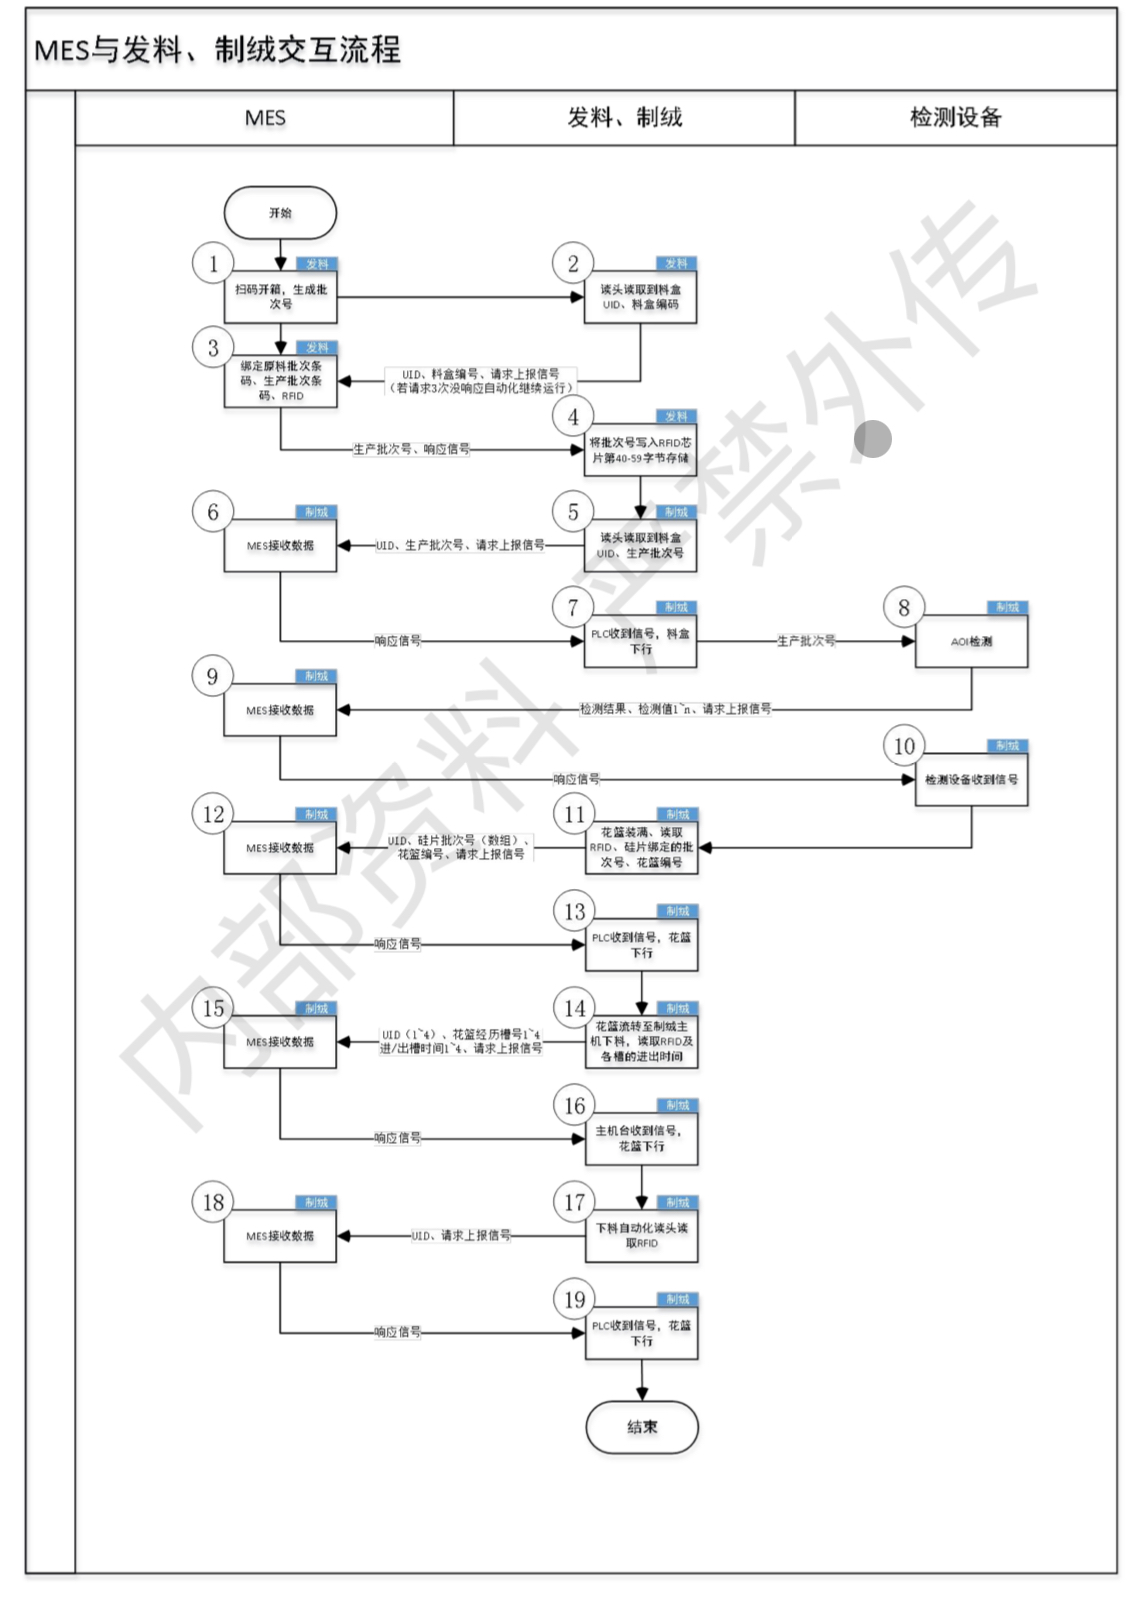 MES与发料、制绒交互流程
MES
发料、制绒
检测设备
开始
1
发料
扫码开箱，生成批
次号
2
发料
读头读取到料盒
UID、料盒编码
3
发料
绑定原料批次条
码、生产批次条
码、RFID
UID、料盒编号、请求上报信号
（若请求3次没响应自动化继续运行）
4
发料
将批次号写入RFID芯
片第40-59字节存储
生产批次号、响应信号
5
制绒
读头读取到料盒
UID、生产批次号
UID、生产批次号、请求上报信号
6
制绒
MES接收数据
响应信号
7
制绒
PLC收到信号，料盒
下行
生产批次号
8
制绒
AOI检测
检测结果、检测值1~n、请求上报信号
9
制绒
MES接收数据
响应信号
10
制绒
检测设备收到信号
11
制绒
花篮装满、读取
RFID、硅片绑定的批
次号、花篮编号
UID、硅片批次号（数组）、
花篮编号、请求上报信号
12
制绒
MES接收数据
响应信号
13
制绒
PLC收到信号，花篮
下行
14
制绒
花篮流转至制绒主
机下料，读取RFID及
各槽的进出时间
UID（1~4）、花篮经历槽号1~4
进/出槽时间1~4、请求上报信号
15
制绒
MES接收数据
响应信号
16
制绒
主机台收到信号，
花篮下行
17
制绒
下料自动化读头读
取RFID
UID、请求上报信号
18
制绒
MES接收数据
响应信号
19
制绒
PLC收到信号，花篮
下行
结束
内部资料 严禁外传